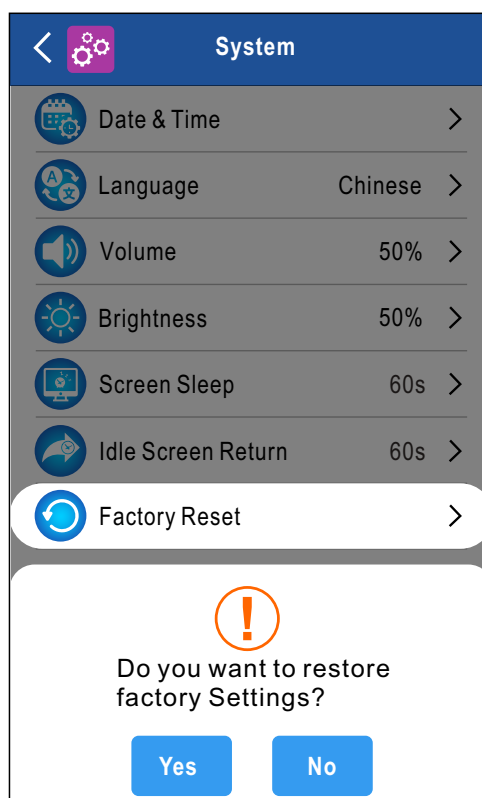 System
Date & Time
Language Chinese
Volume 50%
Brightness 50%
Screen Sleep 60s
Idle Screen Return 60s
Factory Reset
!
Do you want to restore
factory Settings?
Yes No